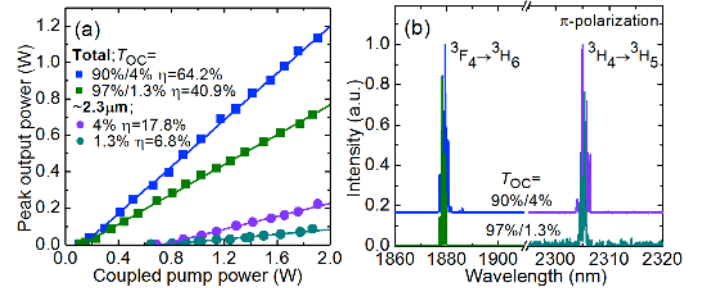 (a)
Total; TOC=
90%/4% η=64.2%
97%/1.3% η=40.9%
~2.3μm;
4% η=17.8%
1.3% η=6.8%
Peak output power (W)
1.2
1.0
0.8
0.6
0.4
0.2
0.0
0.0 0.4 0.8 1.2 1.6 2.0
Coupled pump power (W)
(b)
π-polarization
³F₄→³H₆
³H₄→³H₅
TOC=
90%/4%
97%/1.3%
Intensity (a.u.)
1.0
0.8
0.6
0.4
0.2
0.0
1860 1880 1900 2300 2310 2320
Wavelength (nm)